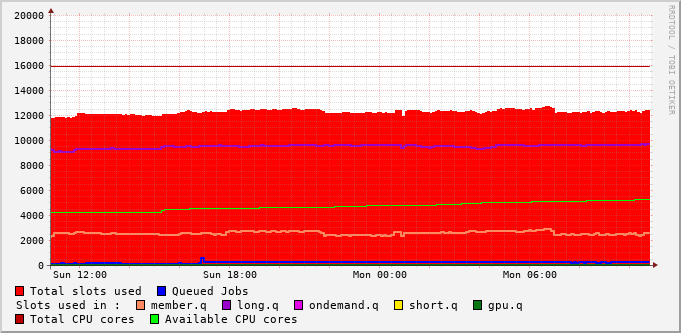 RRDTOOL / TOBI OETIKER
20000
18000
16000
14000
12000
10000
8000
6000
4000
2000
0
Sun 12:00 Sun 18:00 Mon 00:00 Mon 06:00
Total slots used Queued Jobs
Slots used in : member.q long.q ondemand.q short.q gpu.q
Total CPU cores Available CPU cores